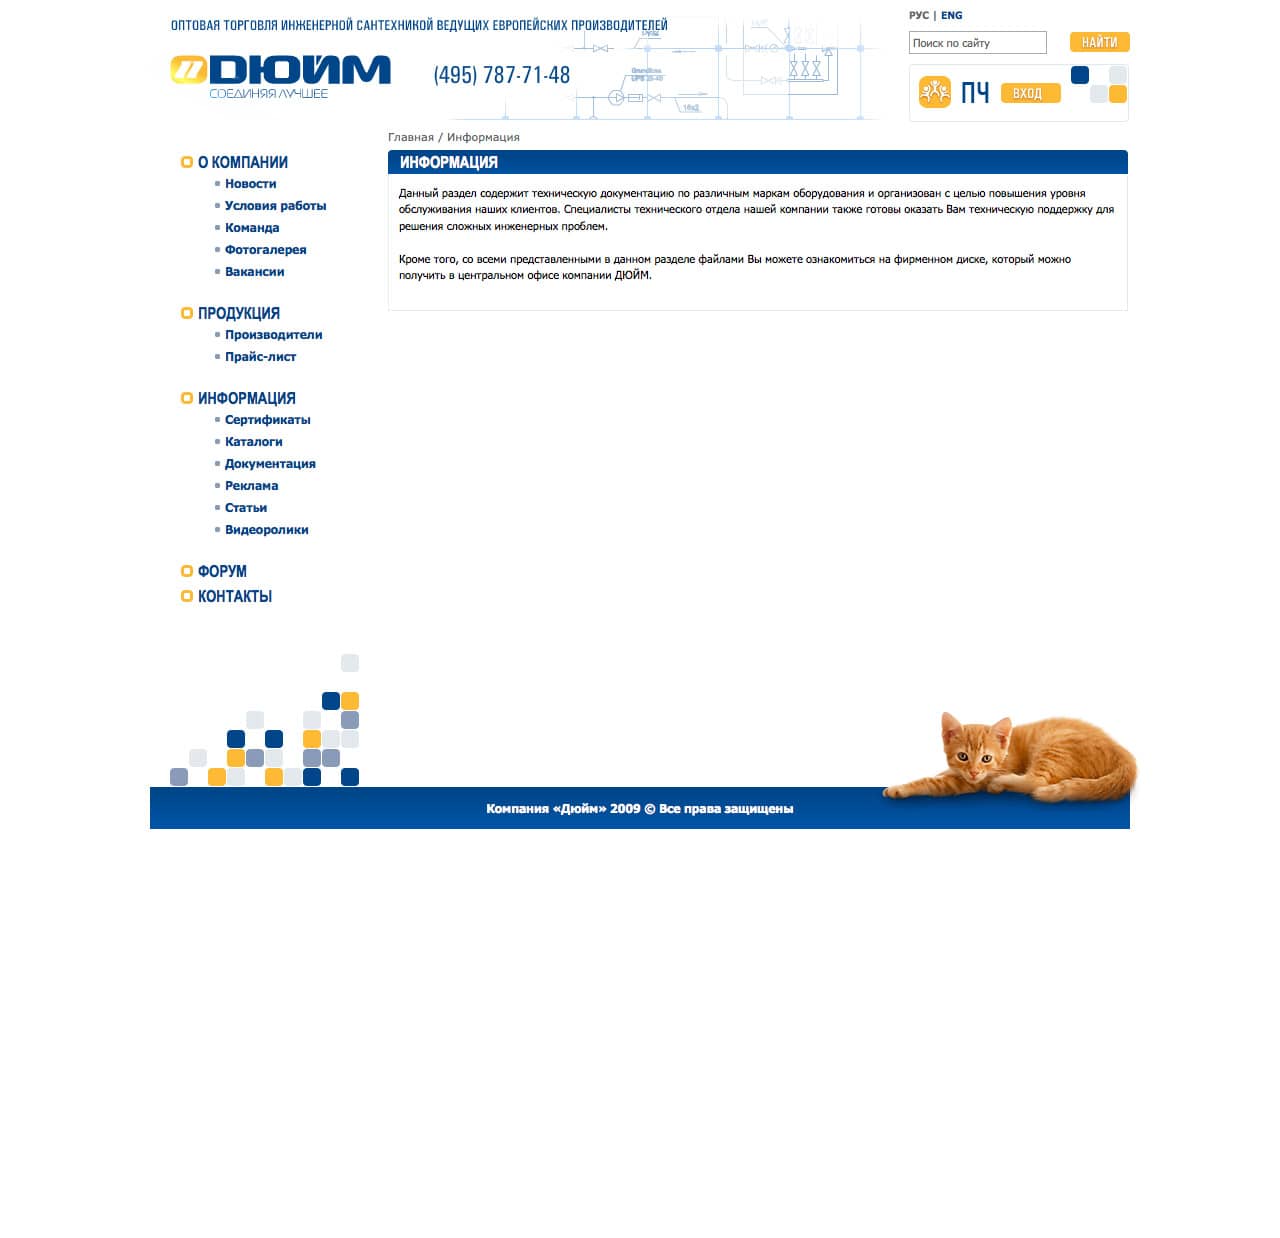 ОПТОВАЯ ТОРГОВЛЯ ИНЖЕНЕРНОЙ САНТЕХНИКОЙ ВЕДУЩИХ ЕВРОПЕЙСКИХ ПРОИЗВОДИТЕЛЕЙ
РУС | ENG
Поиск по сайту
НАЙТИ
ДЮЙМ
СОЕДИНЯЯ ЛУЧШЕЕ
(495) 787-71-48
ПЧ
ВХОД
Главная / Информация
О КОМПАНИИ
Новости
Условия работы
Команда
Фотогалерея
Вакансии
ПРОДУКЦИЯ
Производители
Прайс-лист
ИНФОРМАЦИЯ
Сертификаты
Каталоги
Документация
Реклама
Статьи
Видеоролики
ФОРУМ
КОНТАКТЫ
ИНФОРМАЦИЯ
Данный раздел содержит техническую документацию по различным маркам оборудования и организован с целью повышения уровня
обслуживания наших клиентов. Специалисты технического отдела нашей компании также готовы оказать Вам техническую поддержку для
решения сложных инженерных проблем.
Кроме того, со всеми представленными в данном разделе файлами Вы можете ознакомиться на фирменном диске, который можно
получить в центральном офисе компании ДЮЙМ.
Компания «Дюйм» 2009 © Все права защищены